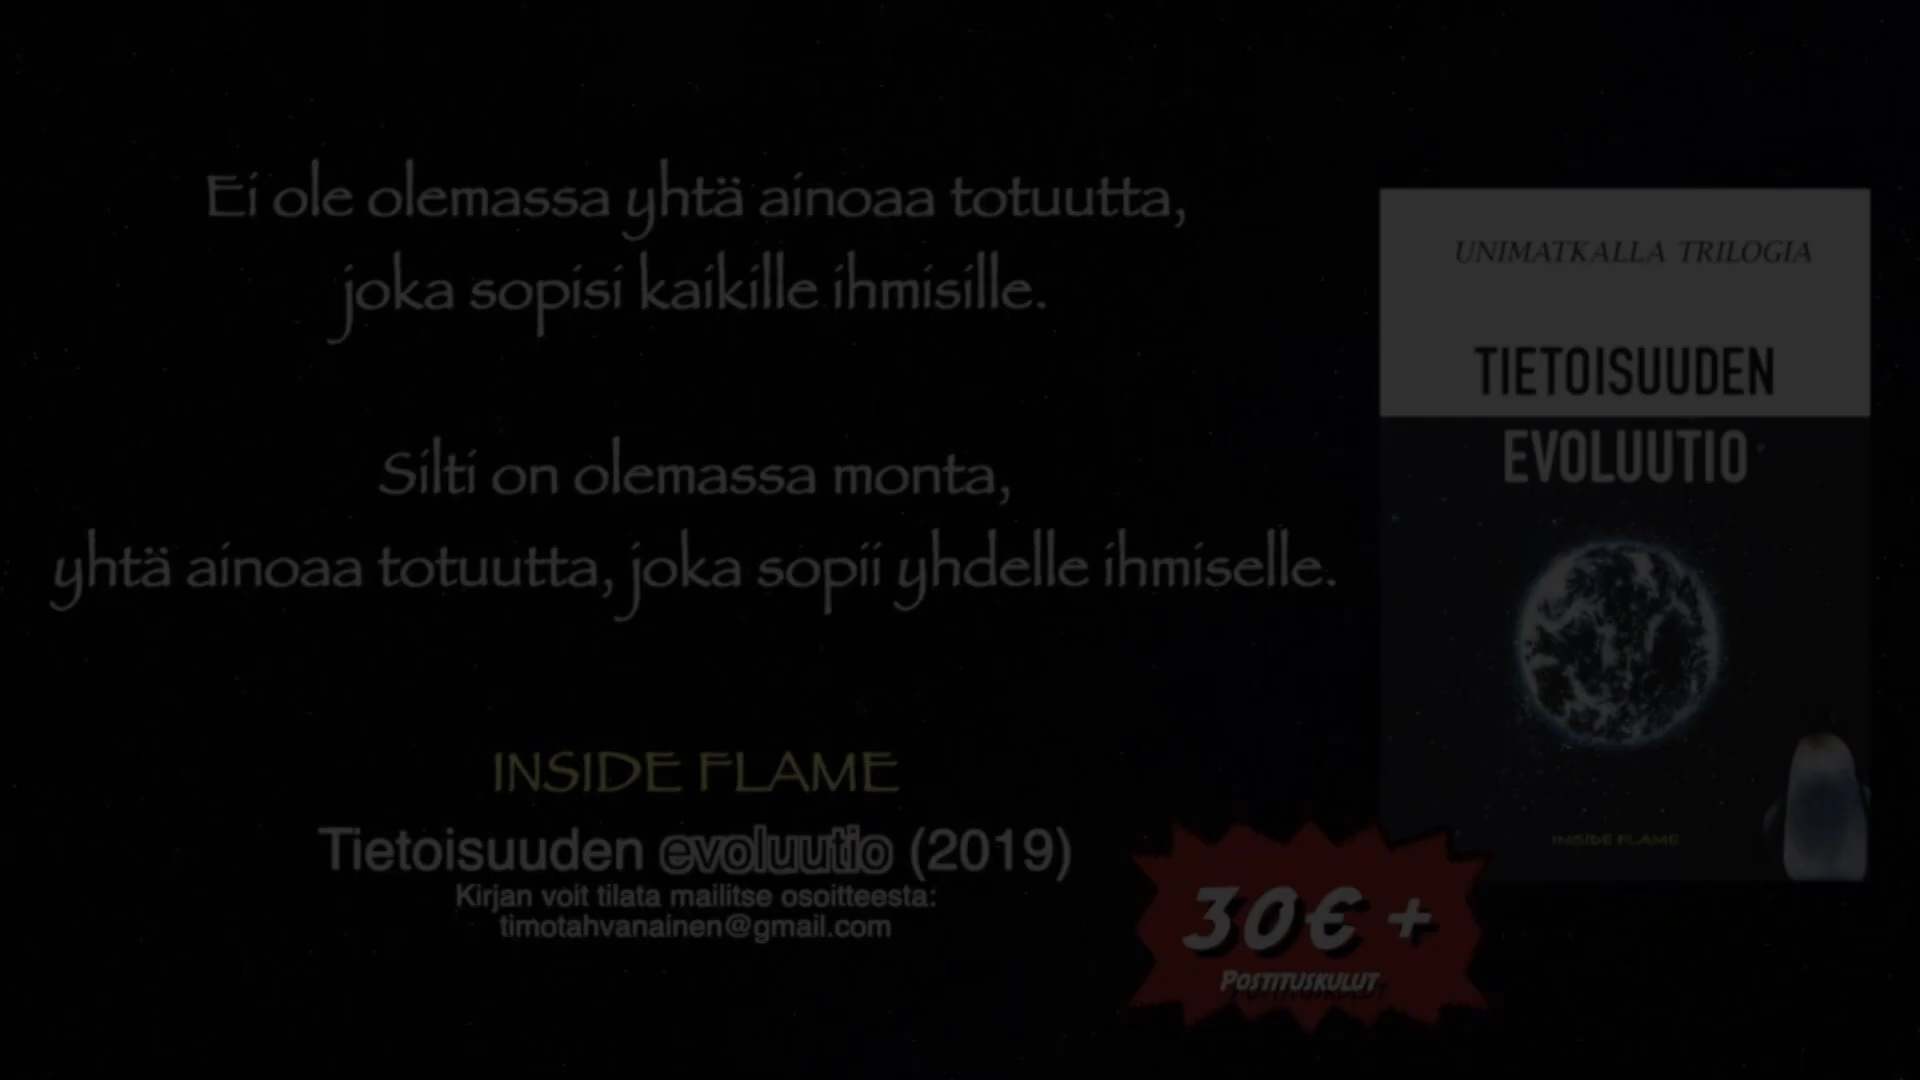 Ei ole olemassa yhtä ainoaa totuutta,
joka sopisi kaikille ihmisille.
Silti on olemassa monta,
yhtä ainoaa totuutta, joka sopii yhdelle ihmiselle.
INSIDE FLAME
Tietoisuuden evoluutio (2019)
Kirjan voit tilata mailitse osoitteesta:
timotahvanainen@gmail.com
UNIMATKALLA TRILOGIA
TIETOISUUDEN
EVOLUUTIO
INSIDE FLAME
30€ +
POSTITUSKULUT